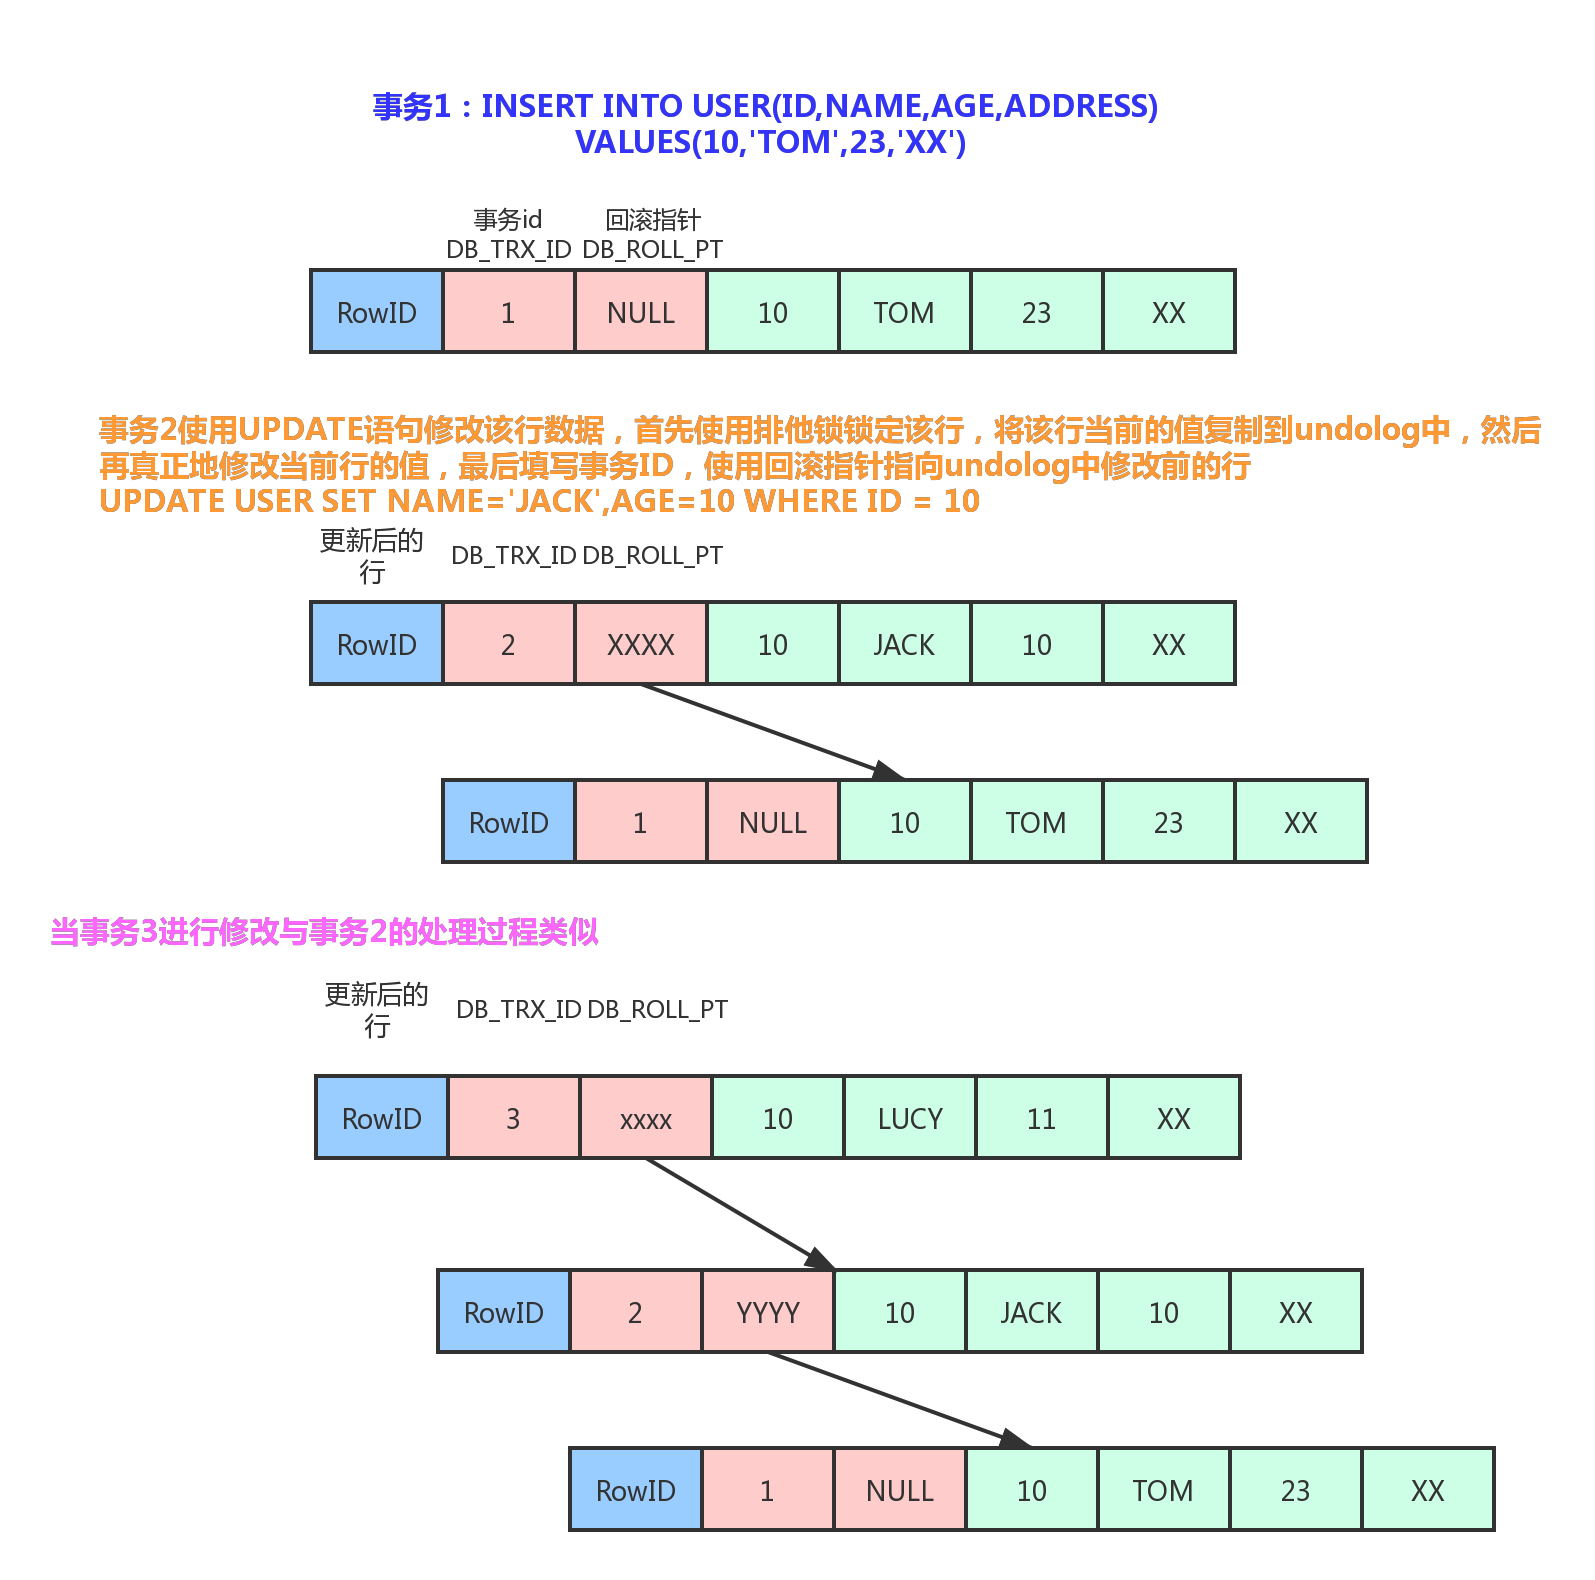 事务1：INSERT INTO USER(ID,NAME,AGE,ADDRESS)
VALUES(10,'TOM',23,'XX')
事务id 回滚指针
DB_TRX_ID DB_ROLL_PT
RowID 1 NULL 10 TOM 23 XX
事务2使用UPDATE语句修改该行数据，首先使用排他锁锁定该行，将该行当前的值复制到undolog中，然后
再真正地修改当前行的值，最后填写事务ID，使用回滚指针指向undolog中修改前的行
UPDATE USER SET NAME='JACK',AGE=10 WHERE ID = 10
更新后的
行
DB_TRX_ID DB_ROLL_PT
RowID 2 XXXX 10 JACK 10 XX
RowID 1 NULL 10 TOM 23 XX
当事务3进行修改与事务2的处理过程类似
更新后的
行
DB_TRX_ID DB_ROLL_PT
RowID 3 xxxx 10 LUCY 11 XX
RowID 2 YYYY 10 JACK 10 XX
RowID 1 NULL 10 TOM 23 XX